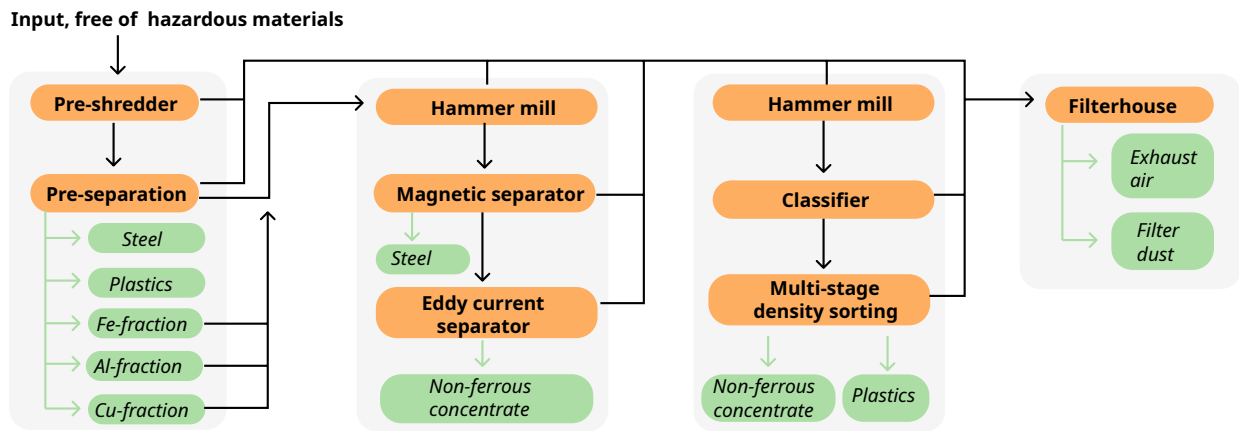 Input, free of  hazardous materials
Pre-shredder
Pre-separation
Steel
Plastics
Fe-fraction
Al-fraction
Cu-fraction
Hammer mill
Magnetic separator
Steel
Eddy current
separator
Non-ferrous
concentrate
Hammer mill
Classifier
Multi-stage
density sorting
Non-ferrous
concentrate
Plastics
Filterhouse
Exhaust
air
Filter
dust